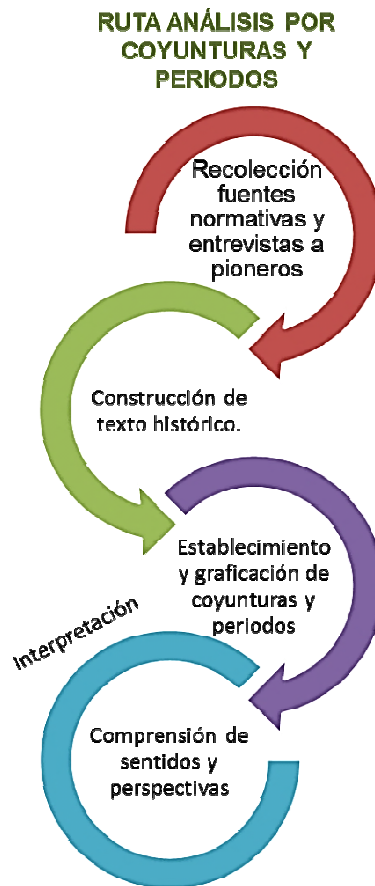 RUTA ANÁLISIS POR
COYUNTURAS Y
PERIODOS
Recolección
fuentes
normativas y
entrevistas a
pioneros
Construcción de
texto histórico.
Establecimiento
y graficación de
coyunturas y
periodos
Interpretación
Comprensión de
sentidos y
perspectivas